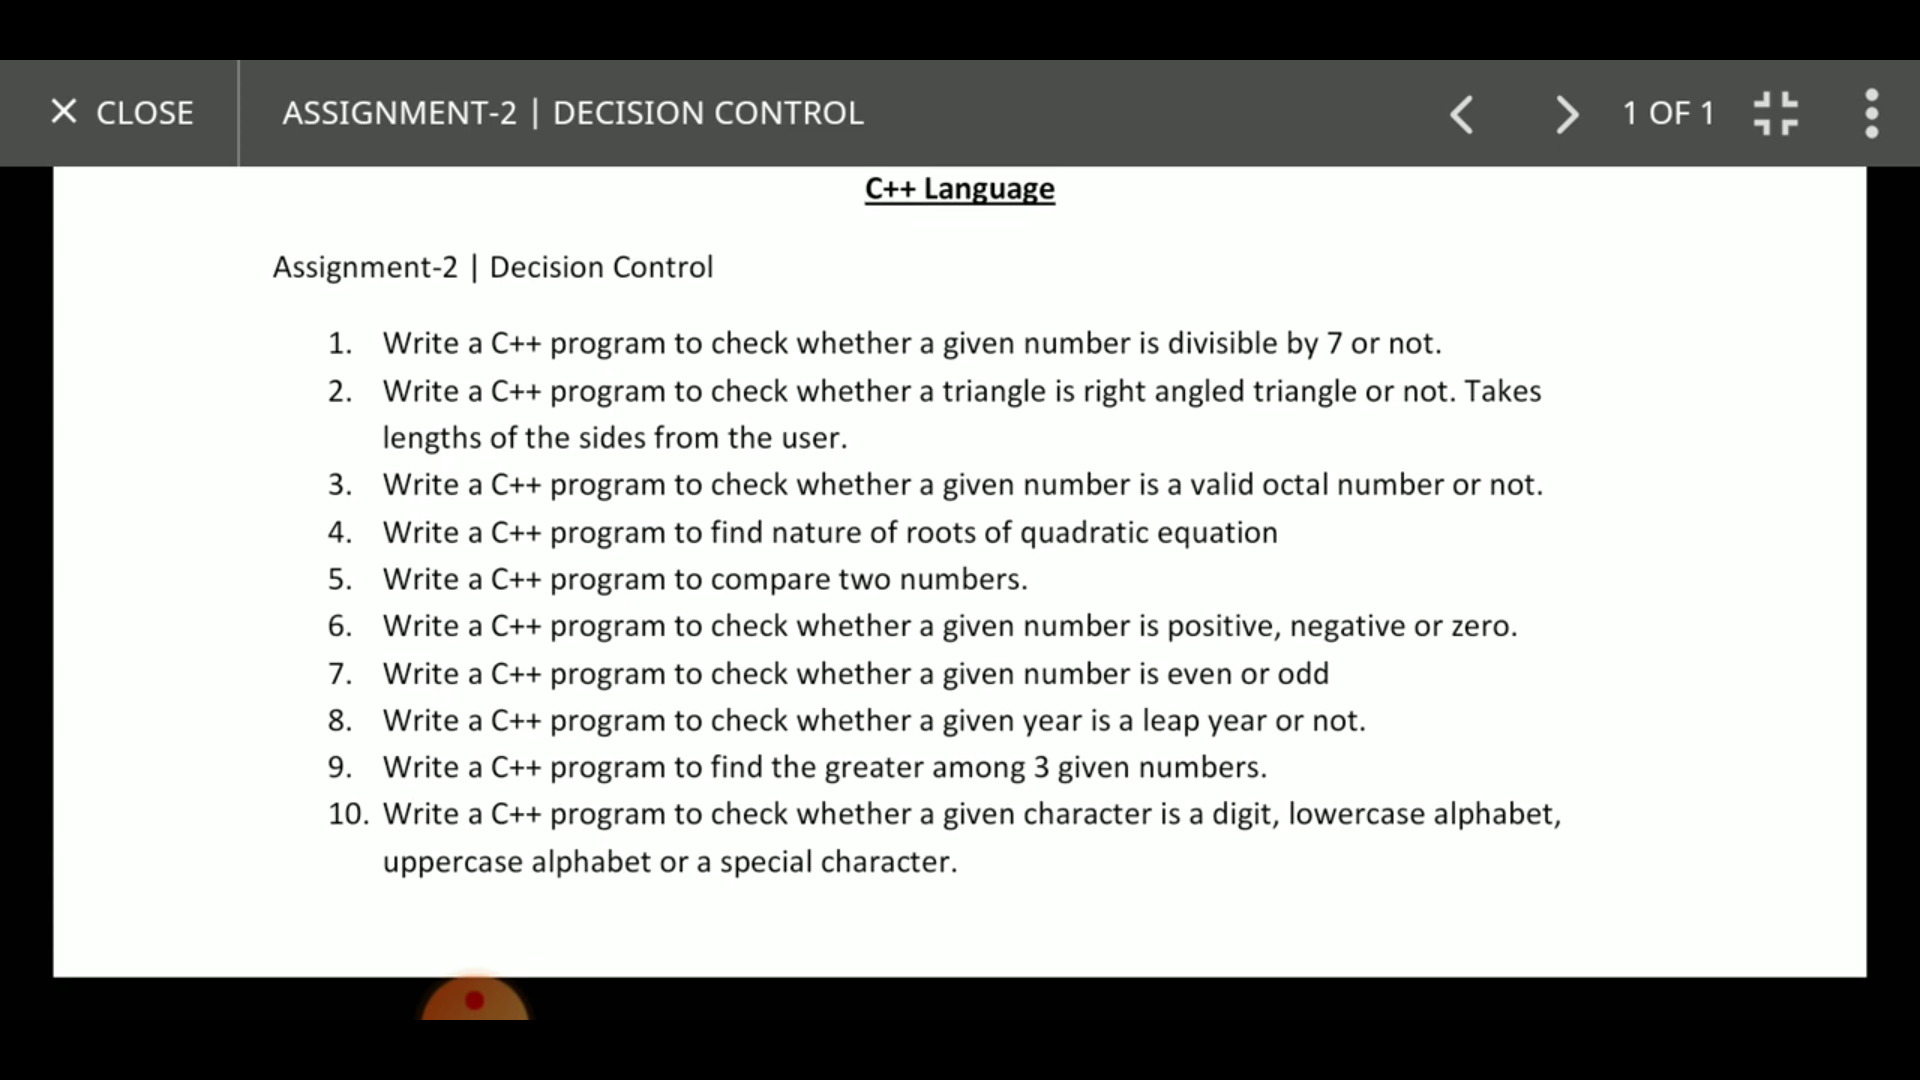 CLOSE
ASSIGNMENT-2 | DECISION CONTROL
1 OF 1
C++ Language
Assignment-2 | Decision Control
1. Write a C++ program to check whether a given number is divisible by 7 or not.
2. Write a C++ program to check whether a triangle is right angled triangle or not. Takes
lengths of the sides from the user.
3. Write a C++ program to check whether a given number is a valid octal number or not.
4. Write a C++ program to find nature of roots of quadratic equation
5. Write a C++ program to compare two numbers.
6. Write a C++ program to check whether a given number is positive, negative or zero.
7. Write a C++ program to check whether a given number is even or odd
8. Write a C++ program to check whether a given year is a leap year or not.
9. Write a C++ program to find the greater among 3 given numbers.
10. Write a C++ program to check whether a given character is a digit, lowercase alphabet,
uppercase alphabet or a special character.